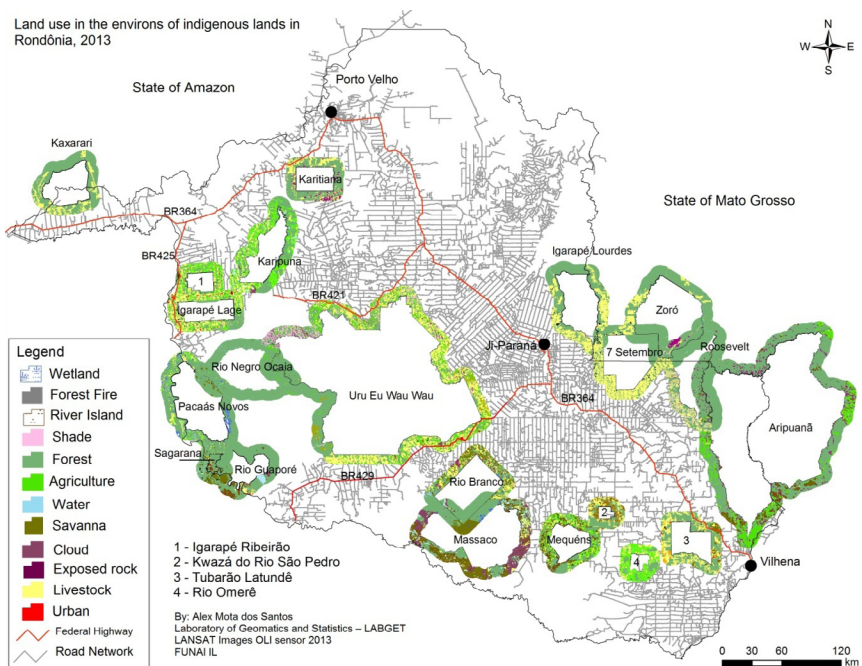 Land use in the environs of indigenous lands in
Rondônia, 2013
N
W E
S
State of Amazon
Porto Velho
Kaxarari
Karitiana
State of Mato Grosso
BR364
BR425
Karipuna
Igarapé Lourdes
1
Igarapé Lage
BR421
Zoró
Ji-Paraná
7 Setembro
Roosevelt
Legend
Wetland
Forest Fire
River Island
Shade
Forest
Agriculture
Water
Savanna
Cloud
Exposed rock
Livestock
Urban
Federal Highway
Road Network
Rio Negro Ocaia
Uru Eu Wau Wau
BR364
Pacaás Novos
Aripuanã
Sagarana
Rio Guaporé
BR429
Rio Branco
2
Massaco
Mequéns
3
4
Vilhena
1 - Igarapé Ribeirão
2 - Kwazá do Rio São Pedro
3 - Tubarão Latundê
4 - Rio Omerê
By: Alex Mota dos Santos
Laboratory of Geomatics and Statistics – LABGET
LANSAT Images OLI sensor 2013
FUNAI IL
0 30 60 120
km